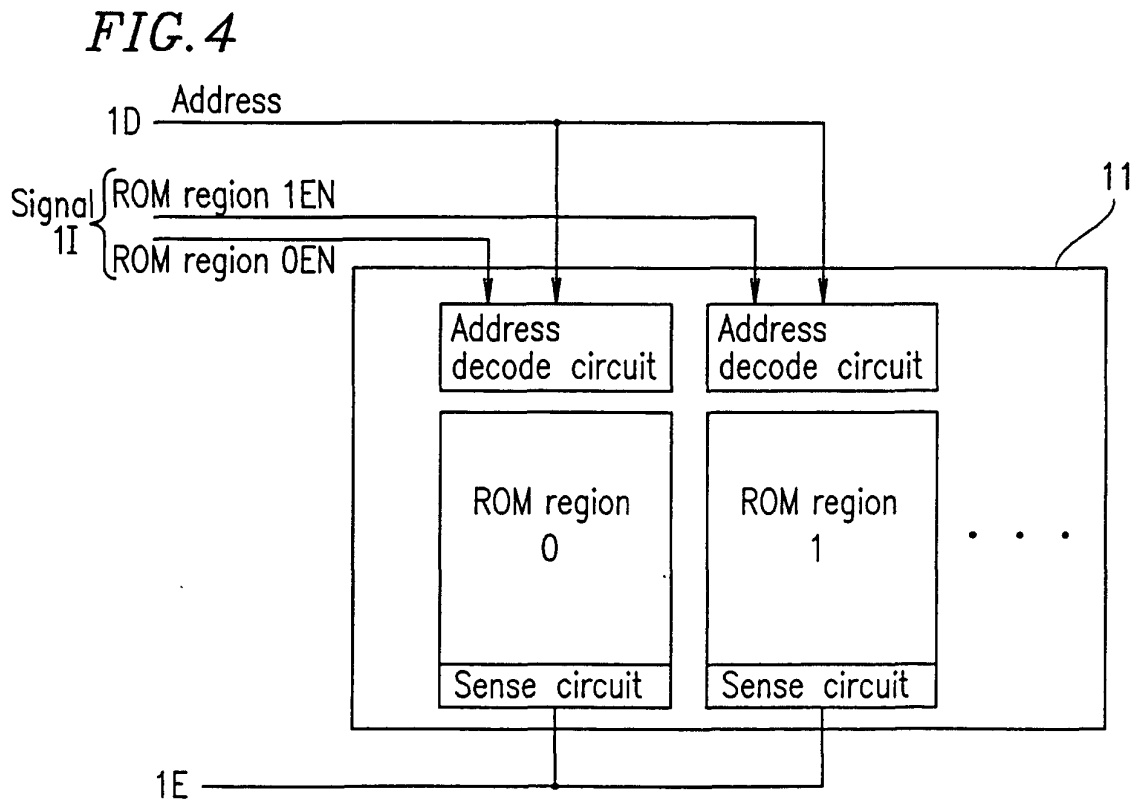 FIG. 4
Address
1D
ROM region 1EN
Signal
1I
ROM region 0EN
11
Address
decode circuit
Address
decode circuit
ROM region
0
ROM region
1
. . .
Sense circuit
Sense circuit
1E